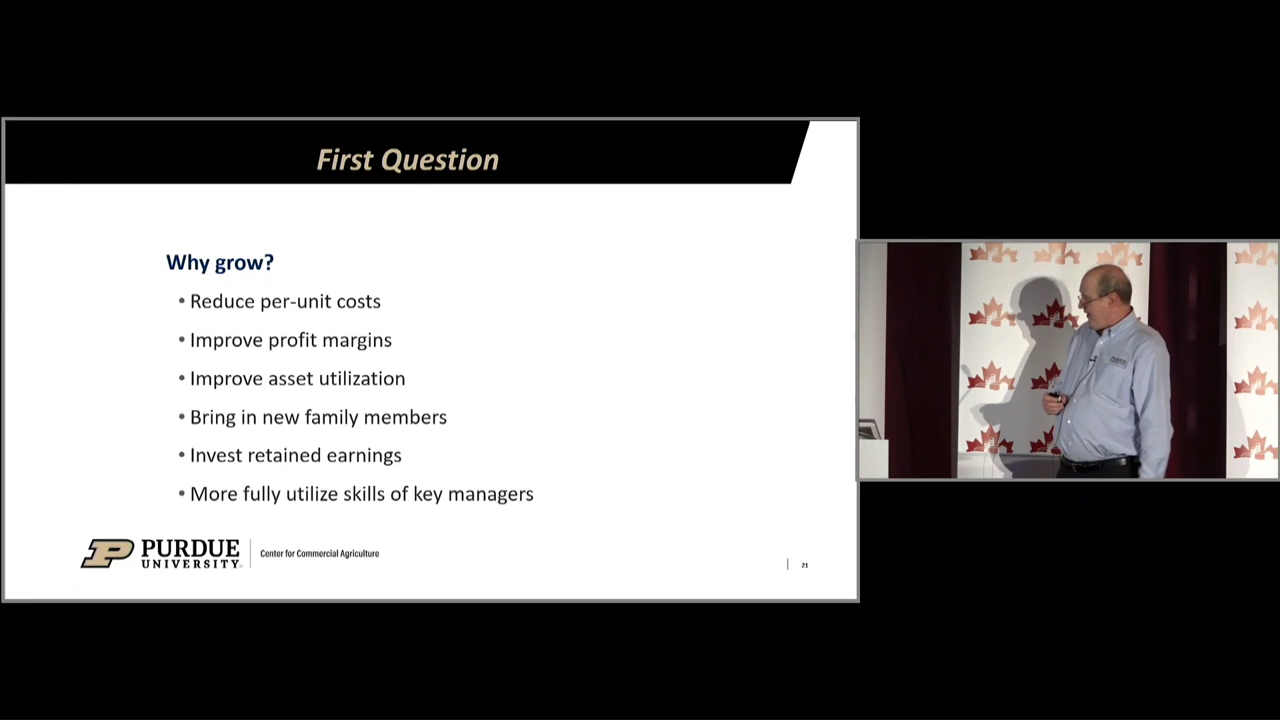 First Question
Why grow?
• Reduce per-unit costs
• Improve profit margins
• Improve asset utilization
• Bring in new family members
• Invest retained earnings
• More fully utilize skills of key managers
PURDUE
UNIVERSITY
Center for Commercial Agriculture
21
PURDUE